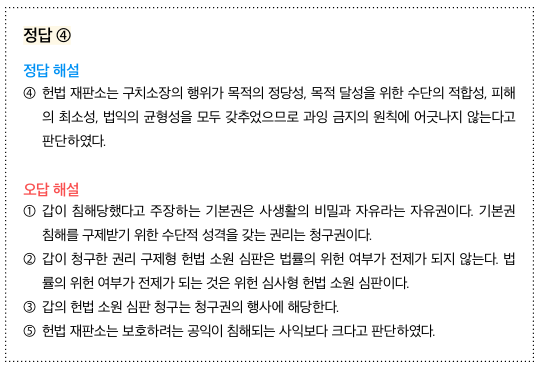 정답 ④
정답 해설
④ 헌법 재판소는 구치소장의 행위가 목적의 정당성, 목적 달성을 위한 수단의 적합성, 피해
의 최소성, 법익의 균형성을 모두 갖추었으므로 과잉 금지의 원칙에 어긋나지 않는다고
판단하였다.
오답 해설
① 갑이 침해당했다고 주장하는 기본권은 사생활의 비밀과 자유라는 자유권이다. 기본권
침해를 구제받기 위한 수단적 성격을 갖는 권리는 청구권이다.
② 갑이 청구한 권리 구제형 헌법 소원 심판은 법률의 위헌 여부가 전제가 되지 않는다. 법
률의 위헌 여부가 전제가 되는 것은 위헌 심사형 헌법 소원 심판이다.
③ 갑의 헌법 소원 심판 청구는 청구권의 행사에 해당한다.
⑤ 헌법 재판소는 보호하려는 공익이 침해되는 사익보다 크다고 판단하였다.